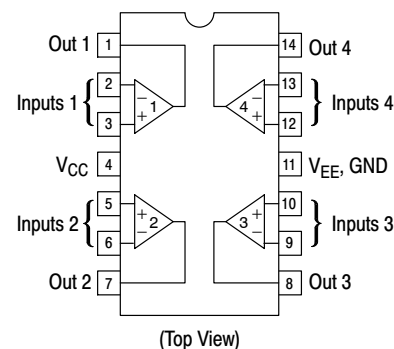 Out 1 1 14 Out 4
2 − − 13
Inputs 1 { 1 4 } Inputs 4
3 + + 12
VCC 4 11 VEE, GND
5 + + 10
Inputs 2 { 2 3 } Inputs 3
6 − − 9
Out 2 7 8 Out 3
(Top View)